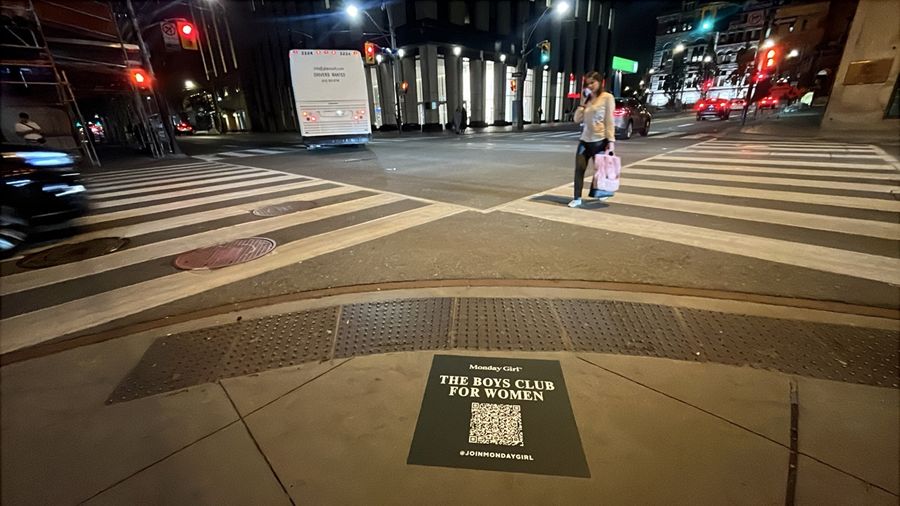 DRIVERS WANTED
Monday Girl
THE BOYS CLUB
FOR WOMEN
@JOINMONDAYGIRL